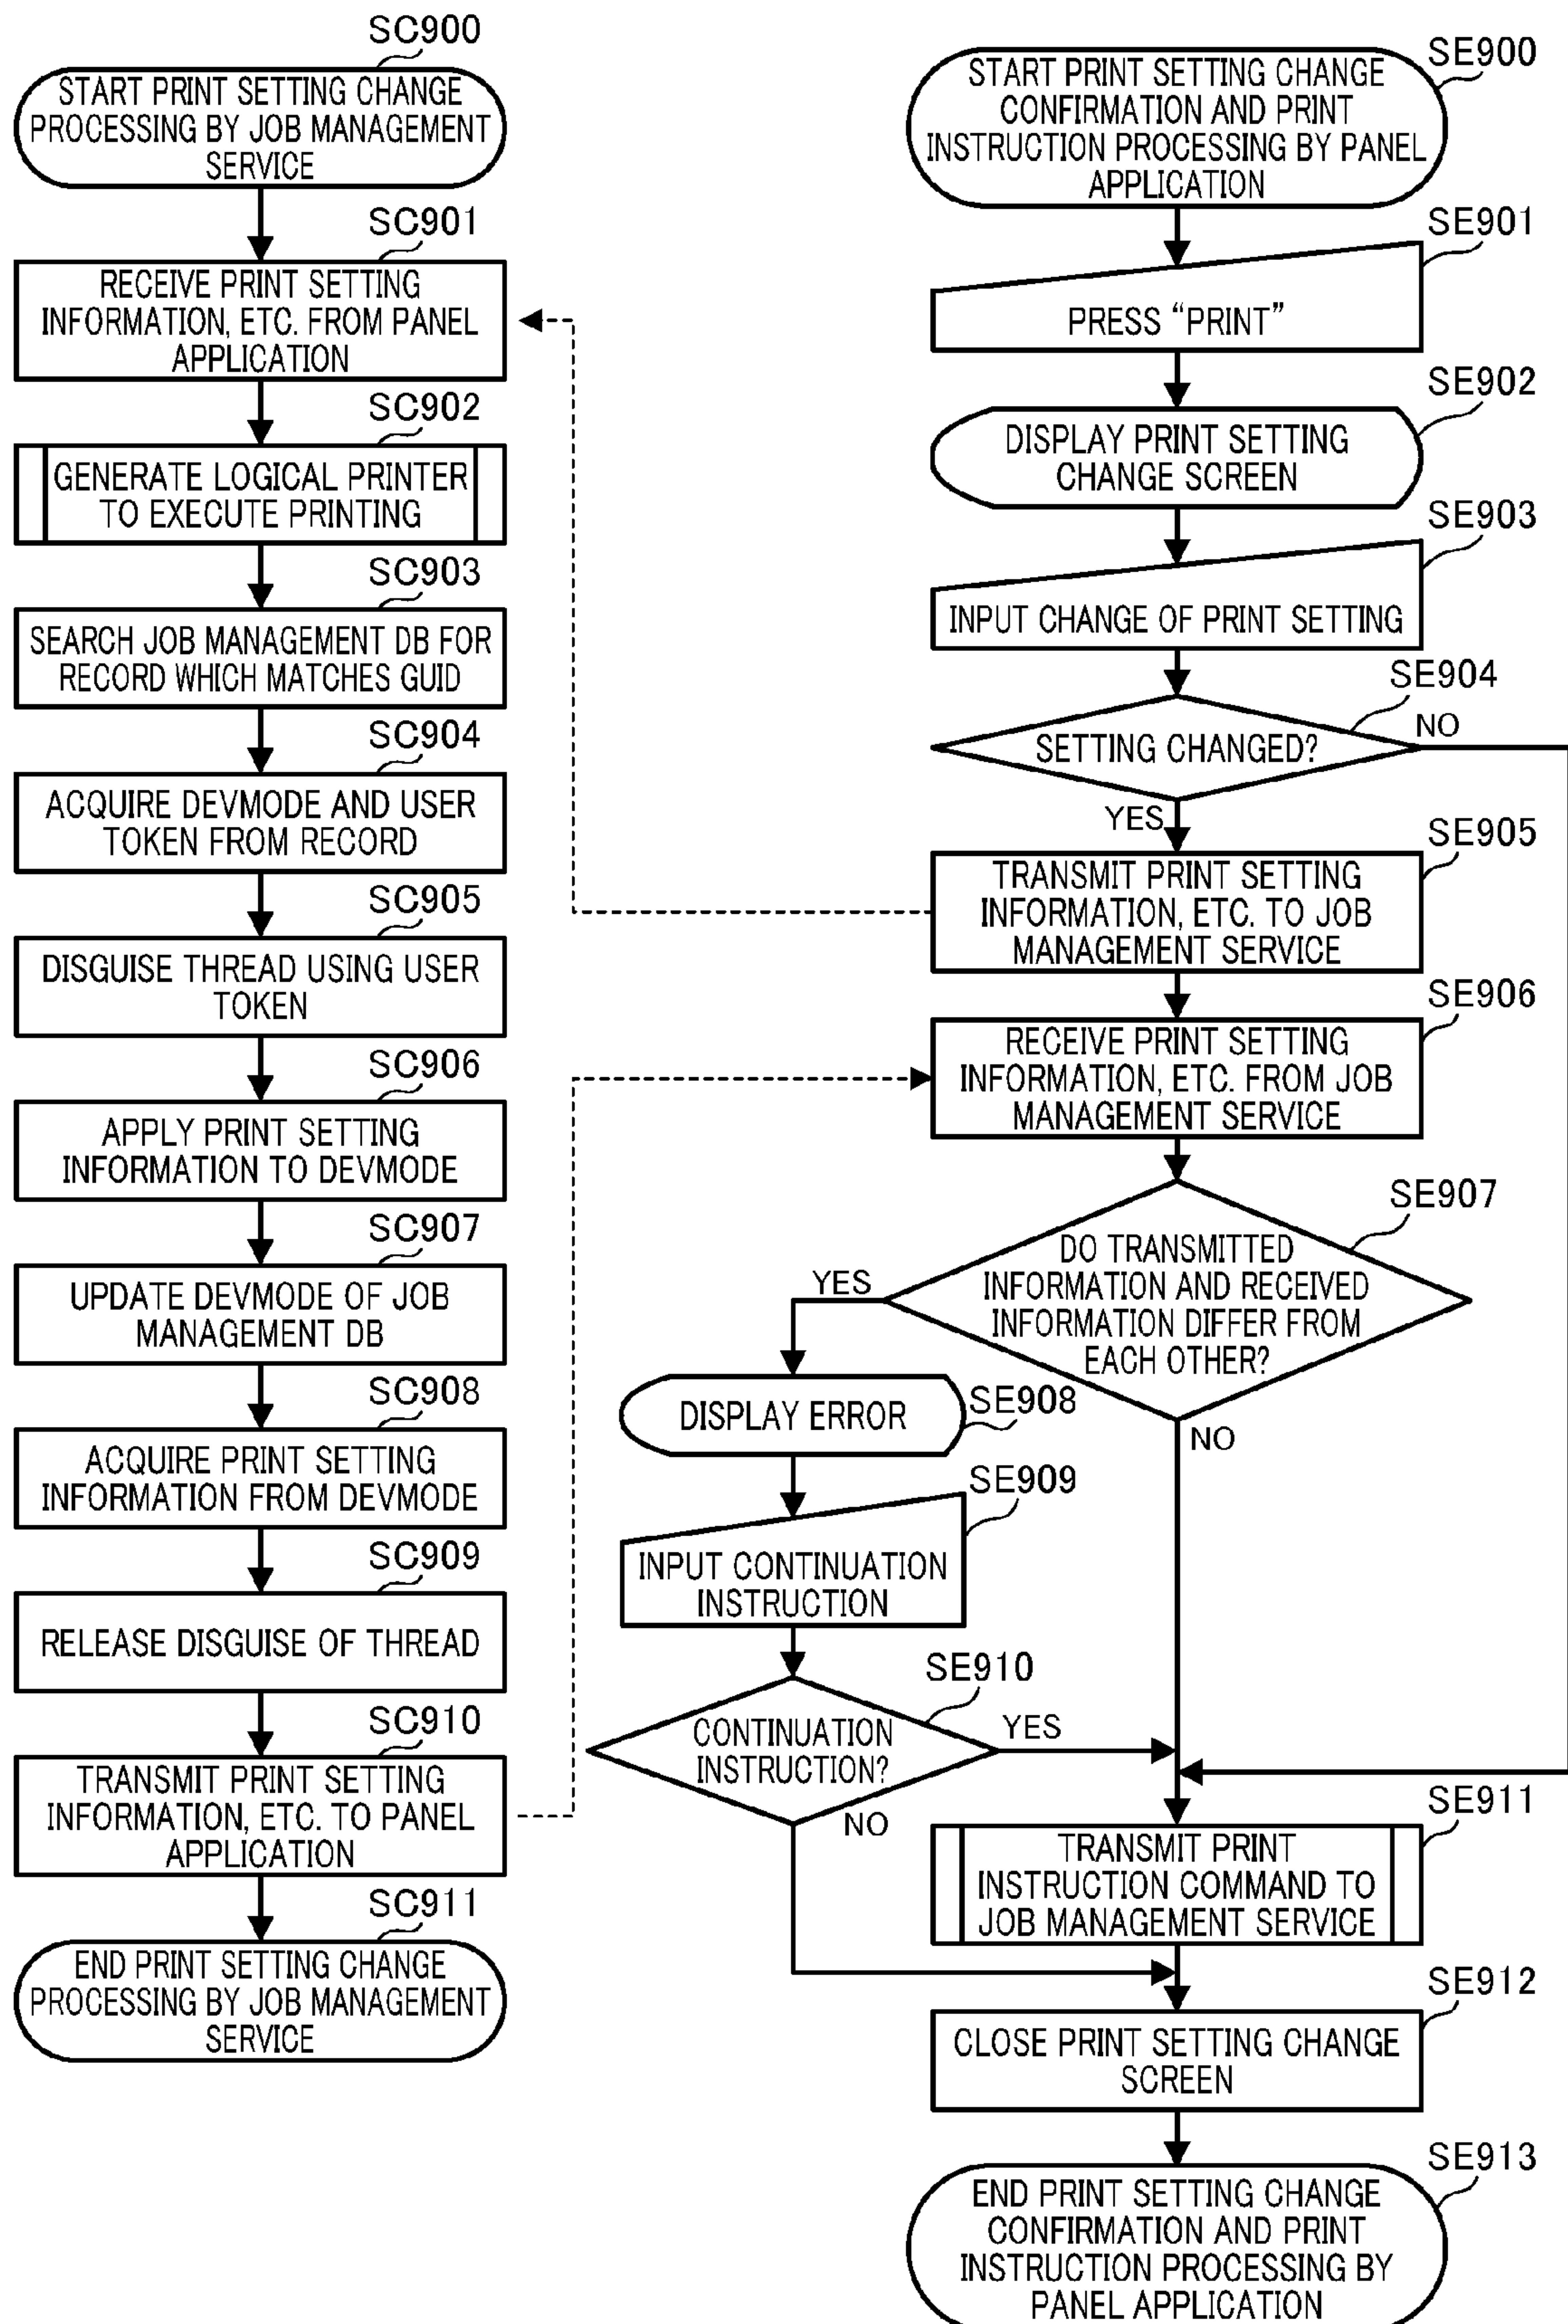 SC900
START PRINT SETTING CHANGE
PROCESSING BY JOB MANAGEMENT
SERVICE
SC901
RECEIVE PRINT SETTING
INFORMATION, ETC. FROM PANEL
APPLICATION
SC902
GENERATE LOGICAL PRINTER
TO EXECUTE PRINTING
SC903
SEARCH JOB MANAGEMENT DB FOR
RECORD WHICH MATCHES GUID
SC904
ACQUIRE DEVMODE AND USER
TOKEN FROM RECORD
SC905
DISGUISE THREAD USING USER
TOKEN
SC906
APPLY PRINT SETTING
INFORMATION TO DEVMODE
SC907
UPDATE DEVMODE OF JOB
MANAGEMENT DB
SC908
ACQUIRE PRINT SETTING
INFORMATION FROM DEVMODE
SC909
RELEASE DISGUISE OF THREAD
SC910
TRANSMIT PRINT SETTING
INFORMATION, ETC. TO PANEL
APPLICATION
SC911
END PRINT SETTING CHANGE
PROCESSING BY JOB MANAGEMENT
SERVICE
SE900
START PRINT SETTING CHANGE
CONFIRMATION AND PRINT
INSTRUCTION PROCESSING BY PANEL
APPLICATION
SE901
PRESS “PRINT”
SE902
DISPLAY PRINT SETTING
CHANGE SCREEN
SE903
INPUT CHANGE OF PRINT SETTING
SE904
SETTING CHANGED?
NO
YES
SE905
TRANSMIT PRINT SETTING
INFORMATION, ETC. TO JOB
MANAGEMENT SERVICE
SE906
RECEIVE PRINT SETTING
INFORMATION, ETC. FROM JOB
MANAGEMENT SERVICE
SE907
DO TRANSMITTED
INFORMATION AND RECEIVED
INFORMATION DIFFER FROM
EACH OTHER?
YES
NO
SE908
DISPLAY ERROR
SE909
INPUT CONTINUATION
INSTRUCTION
SE910
CONTINUATION
INSTRUCTION?
YES
NO
SE911
TRANSMIT PRINT
INSTRUCTION COMMAND TO
JOB MANAGEMENT SERVICE
SE912
CLOSE PRINT SETTING CHANGE
SCREEN
SE913
END PRINT SETTING CHANGE
CONFIRMATION AND PRINT
INSTRUCTION PROCESSING BY
PANEL APPLICATION